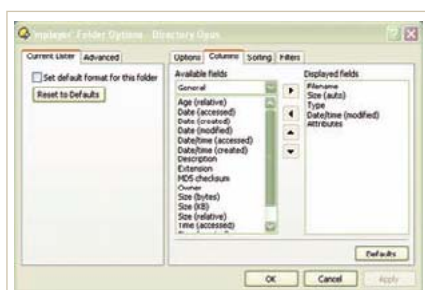 'mplayer' Folder Options - Directory Opus
Current Lister Advanced
Set default format for this folder
Reset to Defaults
Options Columns Sorting Filters
Available fields
General
Age (relative)
Date (accessed)
Date (created)
Date (modified)
Date/time (accessed)
Date/time (created)
Description
Extension
MD5 checksum
Owner
Size (bytes)
Size (KB)
Size (relative)
Time (accessed)
Displayed fields
Filename
Size (auto)
Type
Date/time (modified)
Attributes
Defaults
OK Cancel Apply